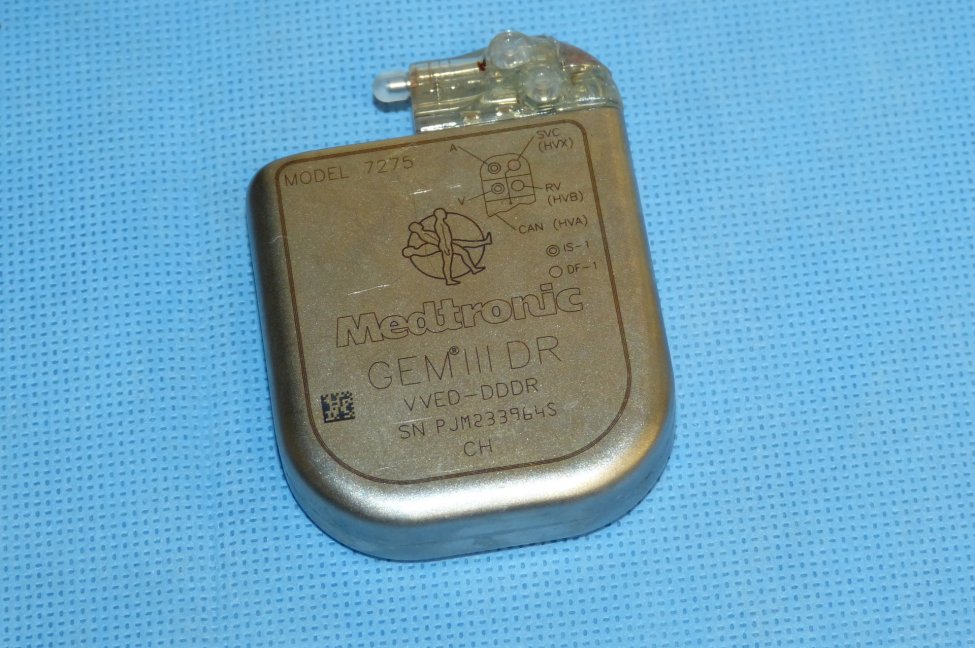 MODEL 7275
A
SVC
(HVX)
V
RV
(HVB)
CAN (HVA)
IS-1
DF-1
Medtronic
GEM® III DR
VVED-DDDR
SN PJM233964S
CH